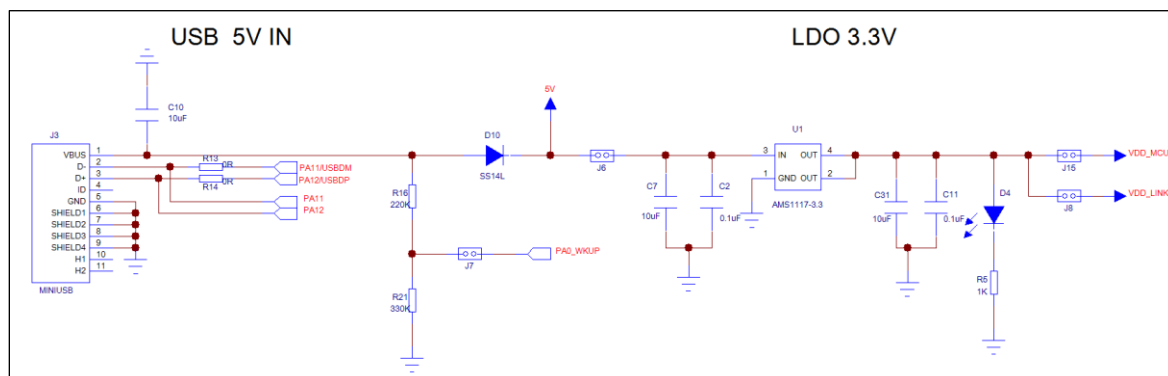 USB 5V IN
LDO 3.3V
C10
10uF
J3
VBUS 1
D- 2
D+ 3
ID 4
GND 5
SHIELD1 6
SHIELD2 7
SHIELD3 8
SHIELD4 9
H1 10
H2 11
MINIUSB
R13
0R
R14
0R
PA11/USBDM
PA12/USBDP
PA11
PA12
D10
SS14L
5V
J6
R16
220K
J7
PA0_WKUP
R21
330K
C7
10uF
C2
0.1uF
U1
3 IN OUT 4
1 GND OUT 2
AMS1117-3.3
C31
10uF
C11
0.1uF
D4
R5
1K
J15
VDD_MCU
J8
VDD_LINK